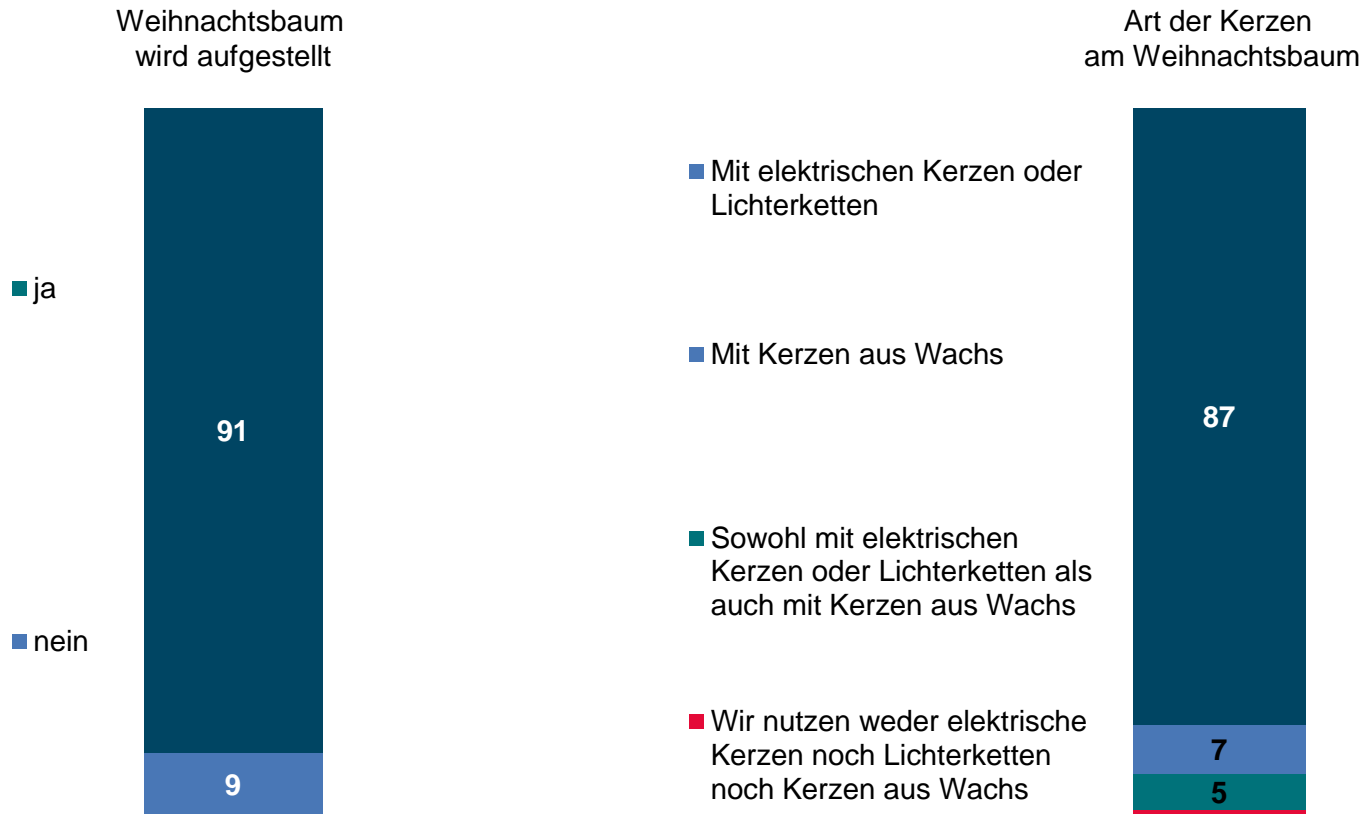 Weihnachtsbaum
wird aufgestellt
ja
91
nein
9
Art der Kerzen
am Weihnachtsbaum
Mit elektrischen Kerzen oder
Lichterketten
Mit Kerzen aus Wachs
87
Sowohl mit elektrischen
Kerzen oder Lichterketten als
auch mit Kerzen aus Wachs
Wir nutzen weder elektrische
Kerzen noch Lichterketten
noch Kerzen aus Wachs
7
5